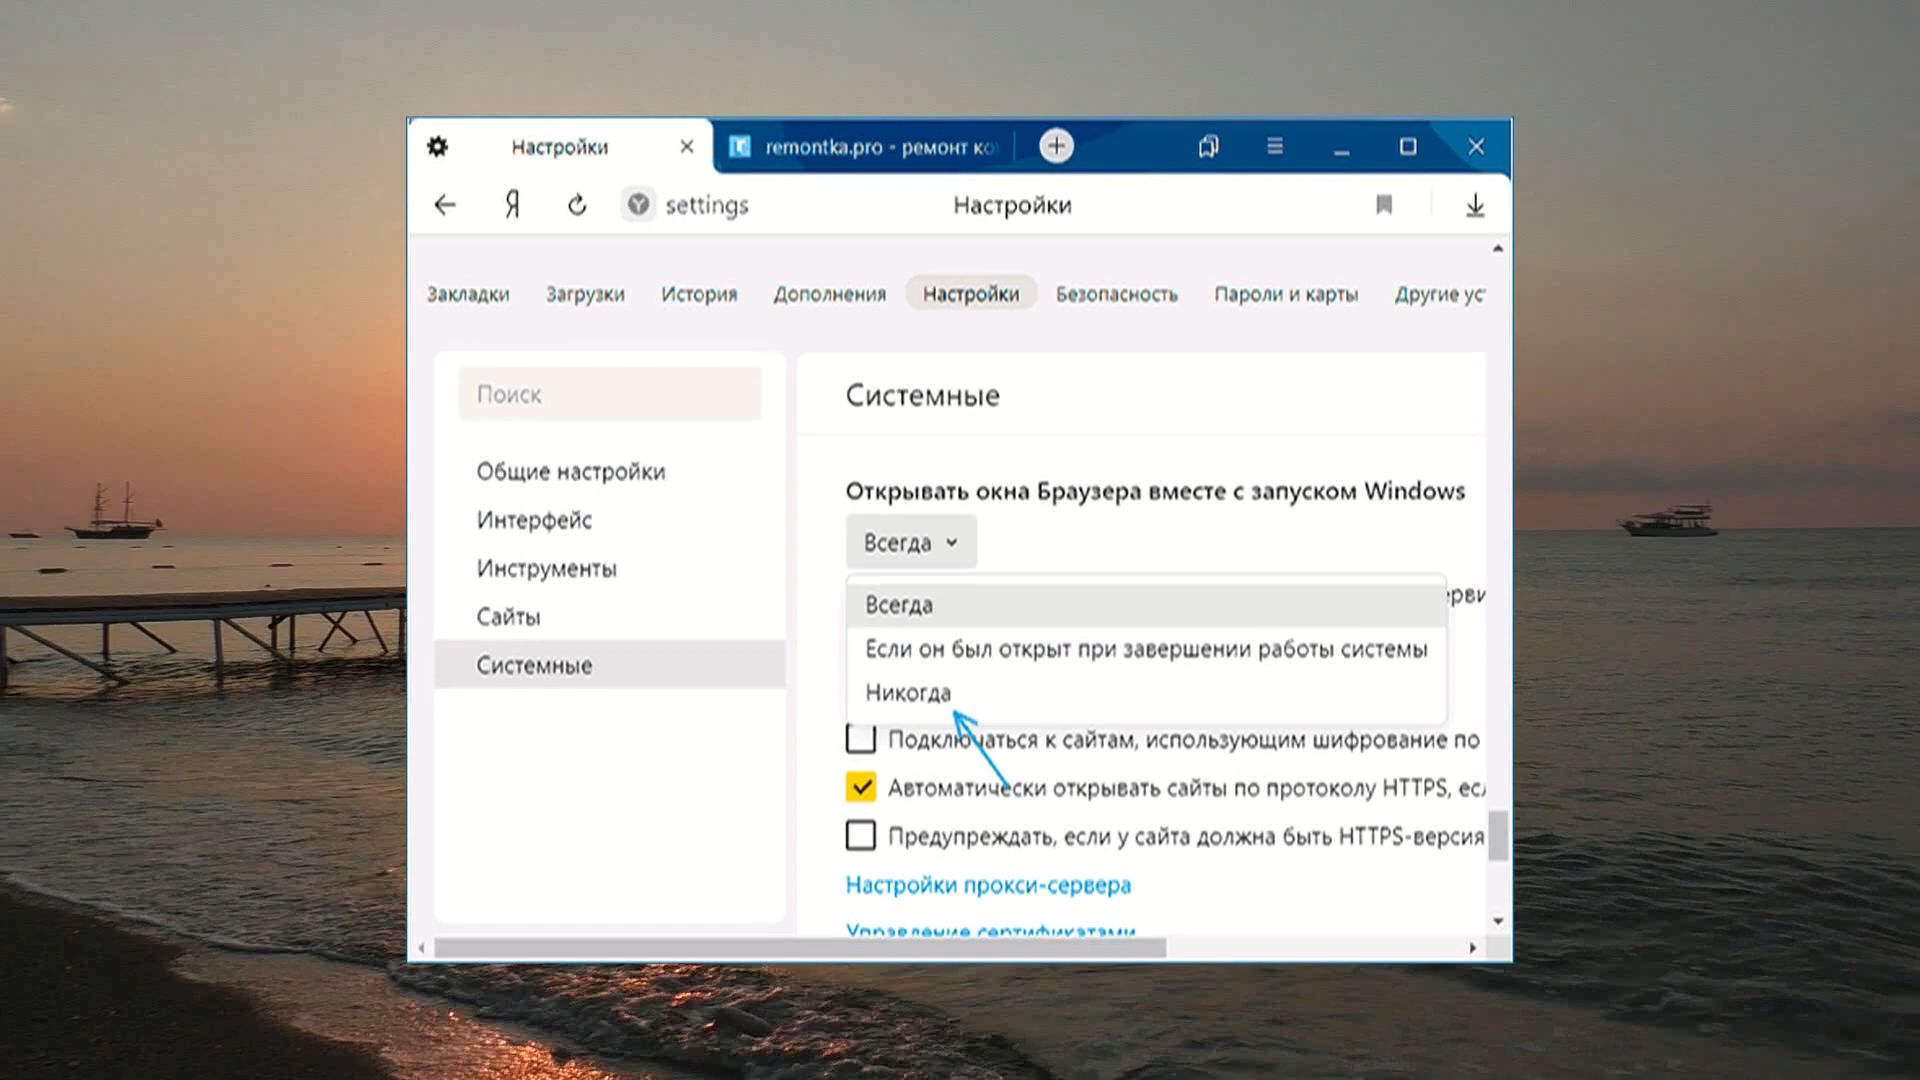 Настройки
remontka.pro - ремонт ко
Я
settings
Настройки
Закладки
Загрузки
История
Дополнения
Настройки
Безопасность
Пароли и карты
Другие ус
Поиск
Общие настройки
Интерфейс
Инструменты
Сайты
Системные
Системные
Открывать окна Браузера вместе с запуском Windows
Всегда
Всегда
Если он был открыт при завершении работы системы
Никогда
Подключаться к сайтам, использующим шифрование по
Автоматически открывать сайты по протоколу HTTPS, есл
Предупреждать, если у сайта должна быть HTTPS-версия
Настройки прокси-сервера
Управление сертификатами